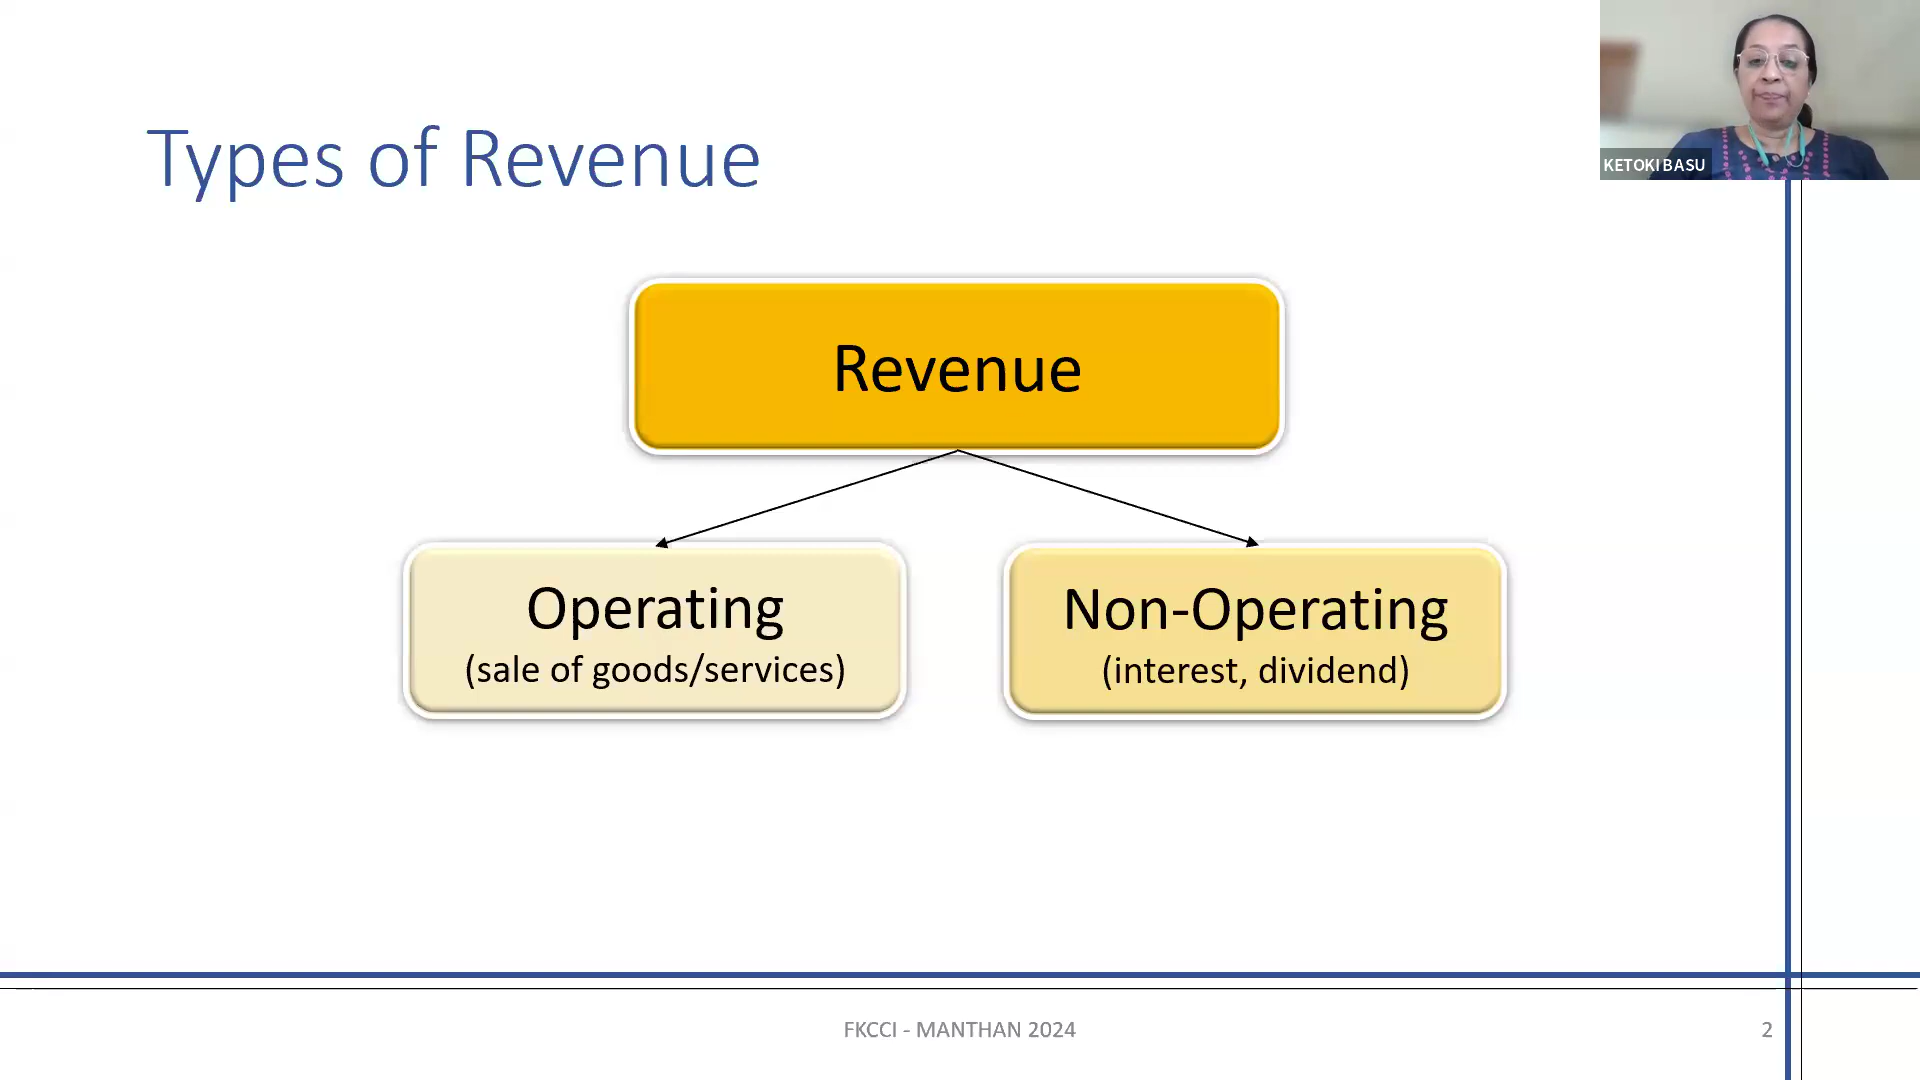 KETOKI BASU
Types of Revenue
Revenue
Operating
(sale of goods/services)
Non-Operating
(interest, dividend)
FKCCI - MANTHAN 2024
2